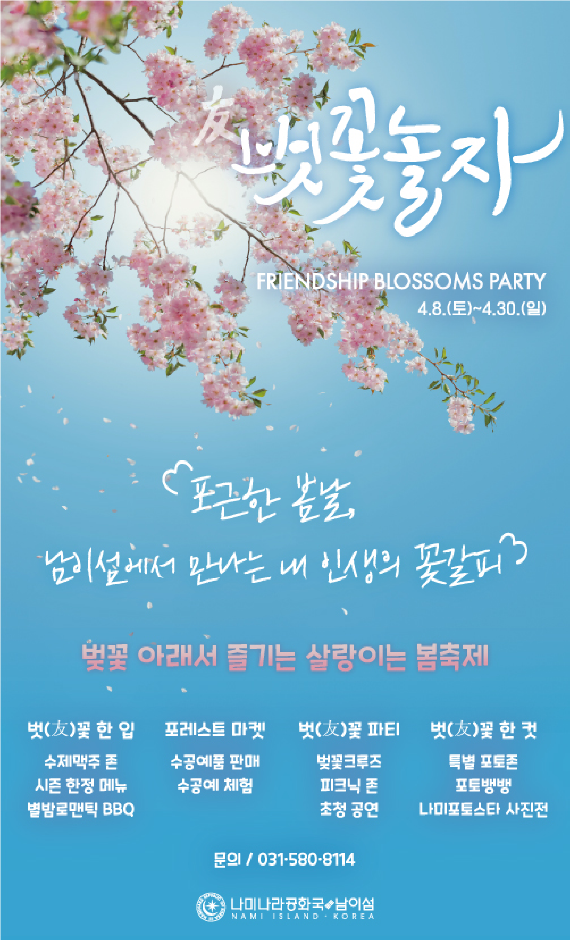 友
벗꽃놀자
FRIENDSHIP BLOSSOMS PARTY
4.8.(토)~4.30.(일)
포근한 봄날,
남이섬에서 만나는 내 인생의 꽃갈피
벚꽃 아래서 즐기는 살랑이는 봄축제
벗(友)꽃 한 입
수제맥주 존
시즌 한정 메뉴
별밤로맨틱 BBQ
포레스트 마켓
수공예품 판매
수공예 체험
벗(友)꽃 파티
벚꽃크루즈
피크닉 존
초청 공연
벗(友)꽃 한 컷
특별 포토존
포토뱅뱅
나미포토스타 사진전
문의 / 031-580-8114
나미나라공화국 남이섬
NAMI ISLAND · KOREA